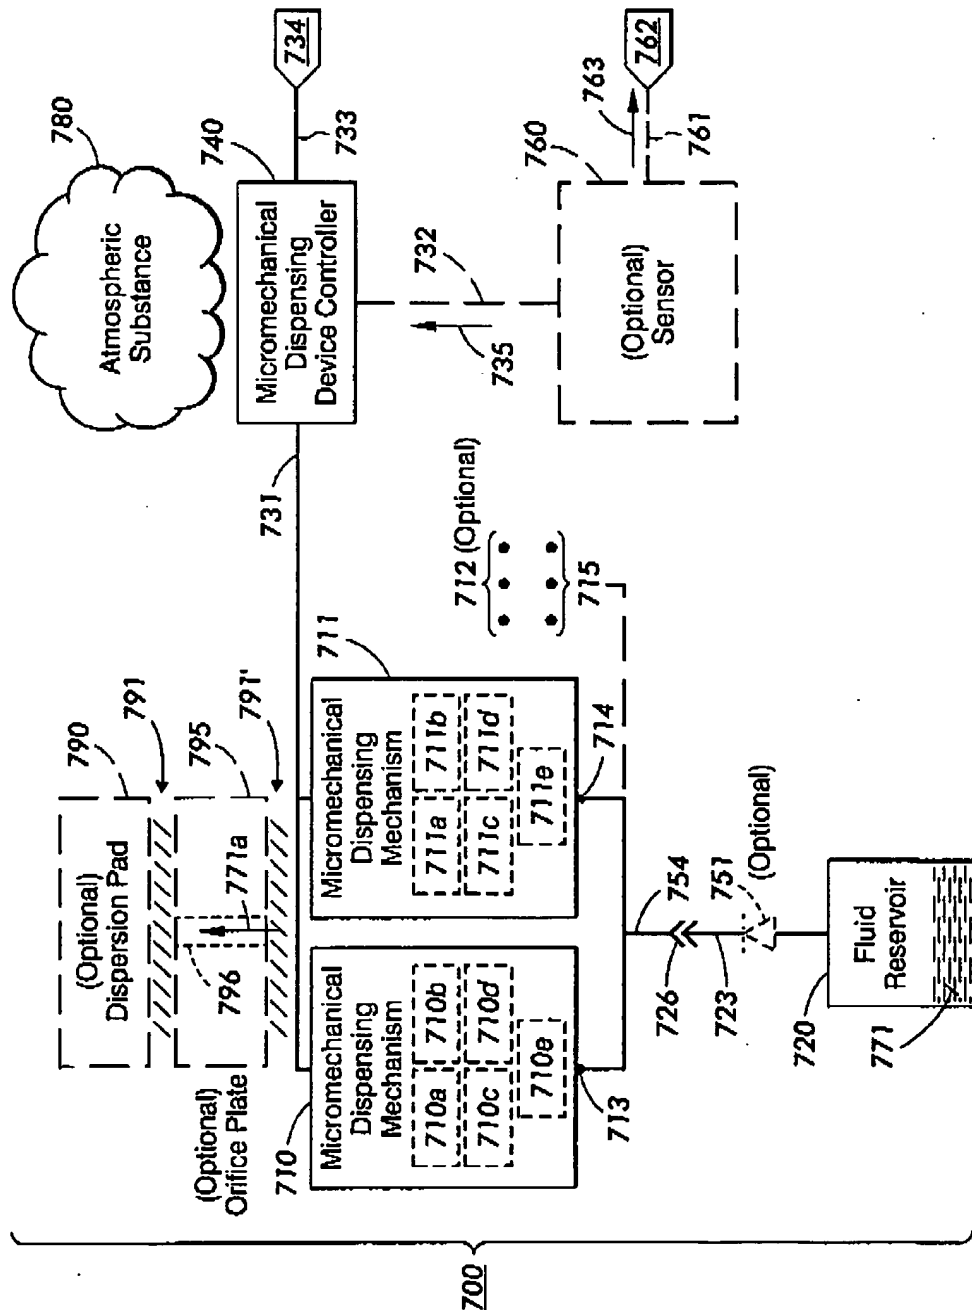 780
Atmospheric
Substance
740
734
733
Micromechanical
Dispensing
Device Controller
731
732
735
763
762
761
760
(Optional)
Sensor
790
(Optional)
Dispersion Pad
791
795
771a
796
791'
(Optional)
Orifice Plate
710
Micromechanical
Dispensing
Mechanism
710a
710b
710c
710d
710e
713
711
Micromechanical
Dispensing
Mechanism
711a
711b
711c
711d
711e
714
712 (Optional)
715
754
726
723
751
(Optional)
720
Fluid
Reservoir
771
700